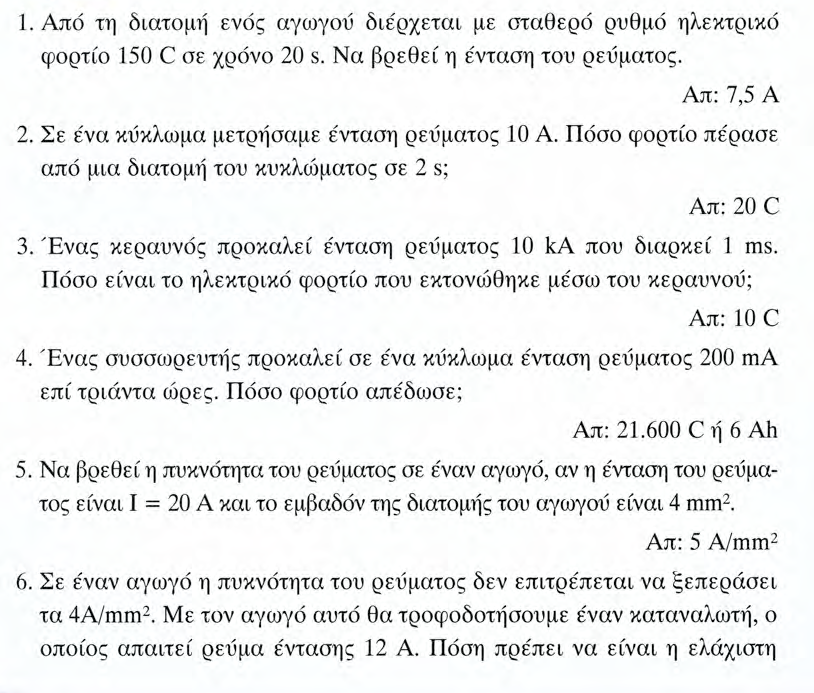 1. Από τη διατομή ενός αγωγού διέρχεται με σταθερό ρυθμό ηλεκτρικό
φορτίο 150 C σε χρόνο 20 s. Να βρεθεί η ένταση του ρεύματος.
Απ: 7,5 A
2. Σε ένα κύκλωμα μετρήσαμε ένταση ρεύματος 10 A. Πόσο φορτίο πέρασε
από μια διατομή του κυκλώματος σε 2 s;
Απ: 20 C
3. Ένας κεραυνός προκαλεί ένταση ρεύματος 10 kA που διαρκεί 1 ms.
Πόσο είναι το ηλεκτρικό φορτίο που εκτονώθηκε μέσω του κεραυνού;
Απ: 10 C
4. Ένας συσσωρευτής προκαλεί σε ένα κύκλωμα ένταση ρεύματος 200 mA
επί τριάντα ώρες. Πόσο φορτίο απέδωσε;
Απ: 21.600 C ή 6 Ah
5. Να βρεθεί η πυκνότητα του ρεύματος σε έναν αγωγό, αν η ένταση του ρεύμα-
τος είναι I = 20 A και το εμβαδόν της διατομής του αγωγού είναι 4 mm².
Απ: 5 A/mm²
6. Σε έναν αγωγό η πυκνότητα του ρεύματος δεν επιτρέπεται να ξεπεράσει
τα 4A/mm². Με τον αγωγό αυτό θα τροφοδοτήσουμε έναν καταναλωτή, ο
οποίος απαιτεί ρεύμα έντασης 12 A. Πόση πρέπει να είναι η ελάχιστη